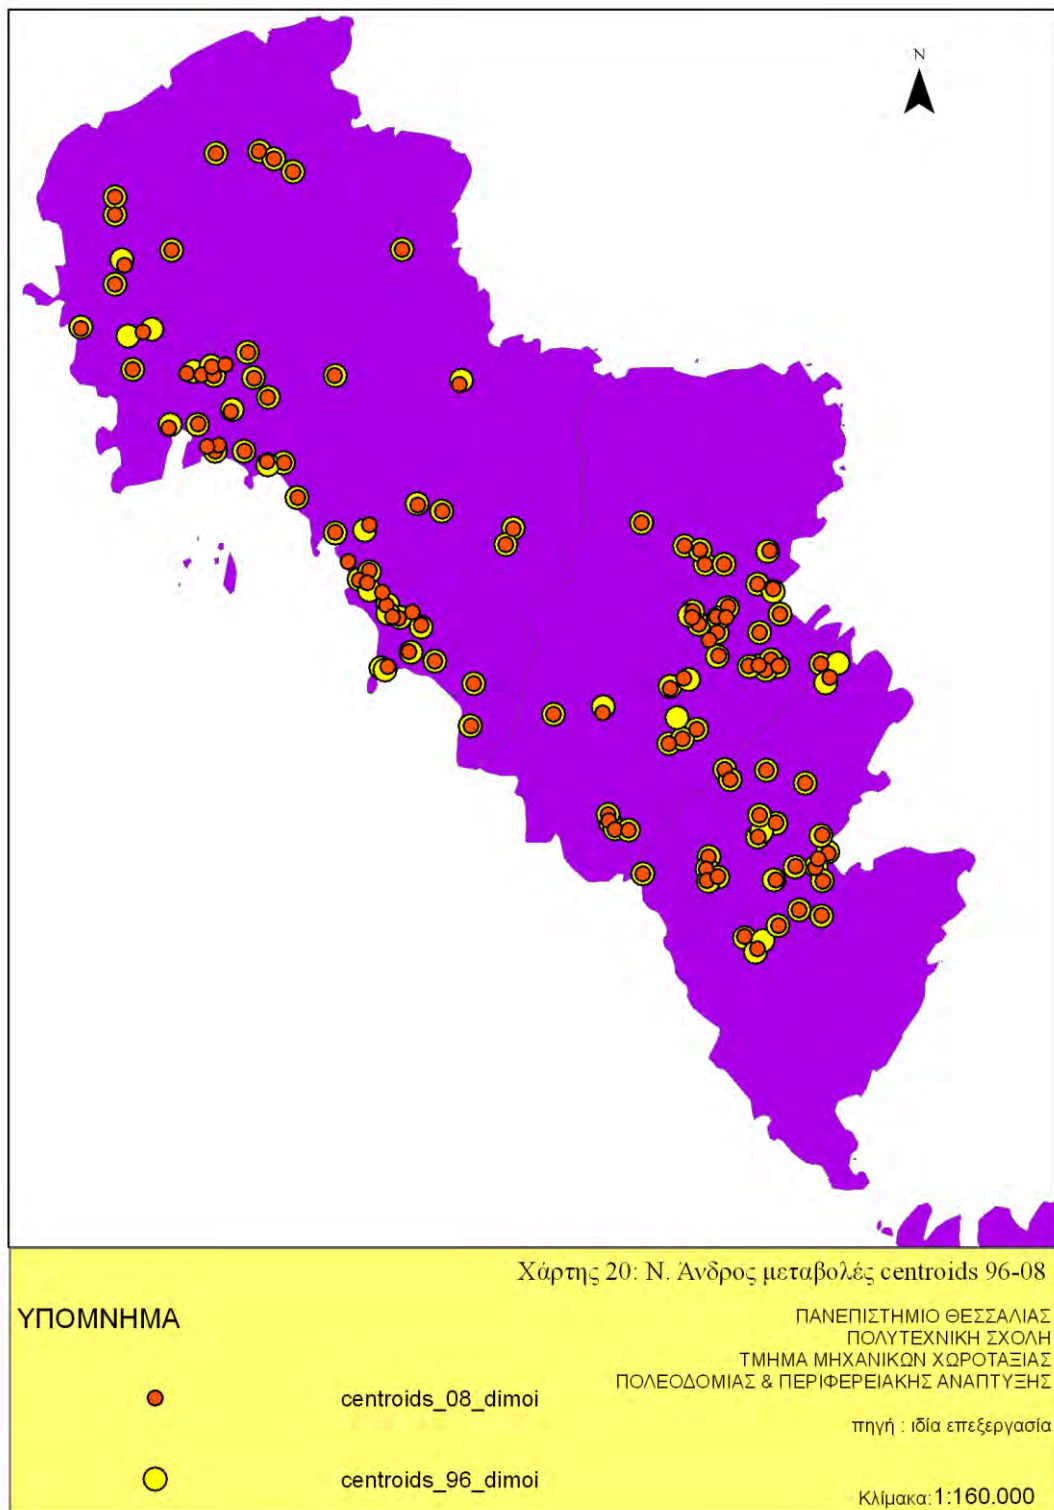 N
Χάρτης 20: Ν. Άνδρος μεταβολές centroids 96-08
ΥΠΟΜΝΗΜΑ
ΠΑΝΕΠΙΣΤΗΜΙΟ ΘΕΣΣΑΛΙΑΣ
ΠΟΛΥΤΕΧΝΙΚΗ ΣΧΟΛΗ
ΤΜΗΜΑ ΜΗΧΑΝΙΚΩΝ ΧΩΡΟΤΑΞΙΑΣ
ΠΟΛΕΟΔΟΜΙΑΣ & ΠΕΡΙΦΕΡΕΙΑΚΗΣ ΑΝΑΠΤΥΞΗΣ
centroids_08_dimoi
πηγή : ιδία επεξεργασία
centroids_96_dimoi
Κλίμακα: 1:160.000